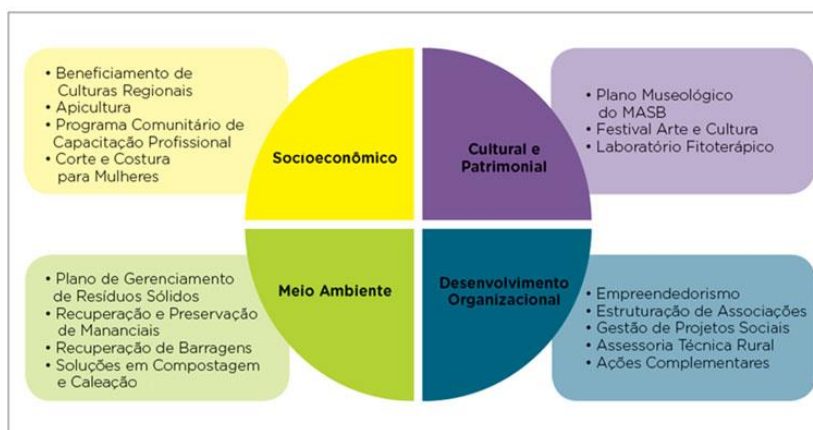 • Beneficiamento de
Culturas Regionais
• Apicultura
• Programa Comunitário de
Capacitação Profissional
• Corte e Costura
para Mulheres
Socioeconômico
Cultural e
Patrimonial
• Plano Museológico
do MASB
• Festival Arte e Cultura
• Laboratório Fitoterápico
• Plano de Gerenciamento
de Resíduos Sólidos
• Recuperação e Preservação
de Mananciais
• Recuperação de Barragens
• Soluções em Compostagem
e Caleação
Meio Ambiente
Desenvolvimento
Organizacional
• Empreendedorismo
• Estruturação de Associações
• Gestão de Projetos Sociais
• Assessoria Técnica Rural
• Ações Complementares